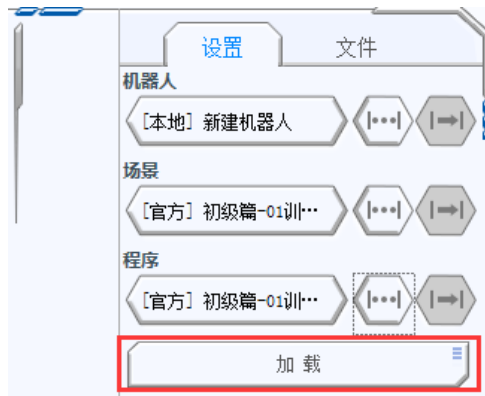 设置 文件
机器人
[本地] 新建机器人
场景
[官方] 初级篇-01训…
程序
[官方] 初级篇-01训…
加 载